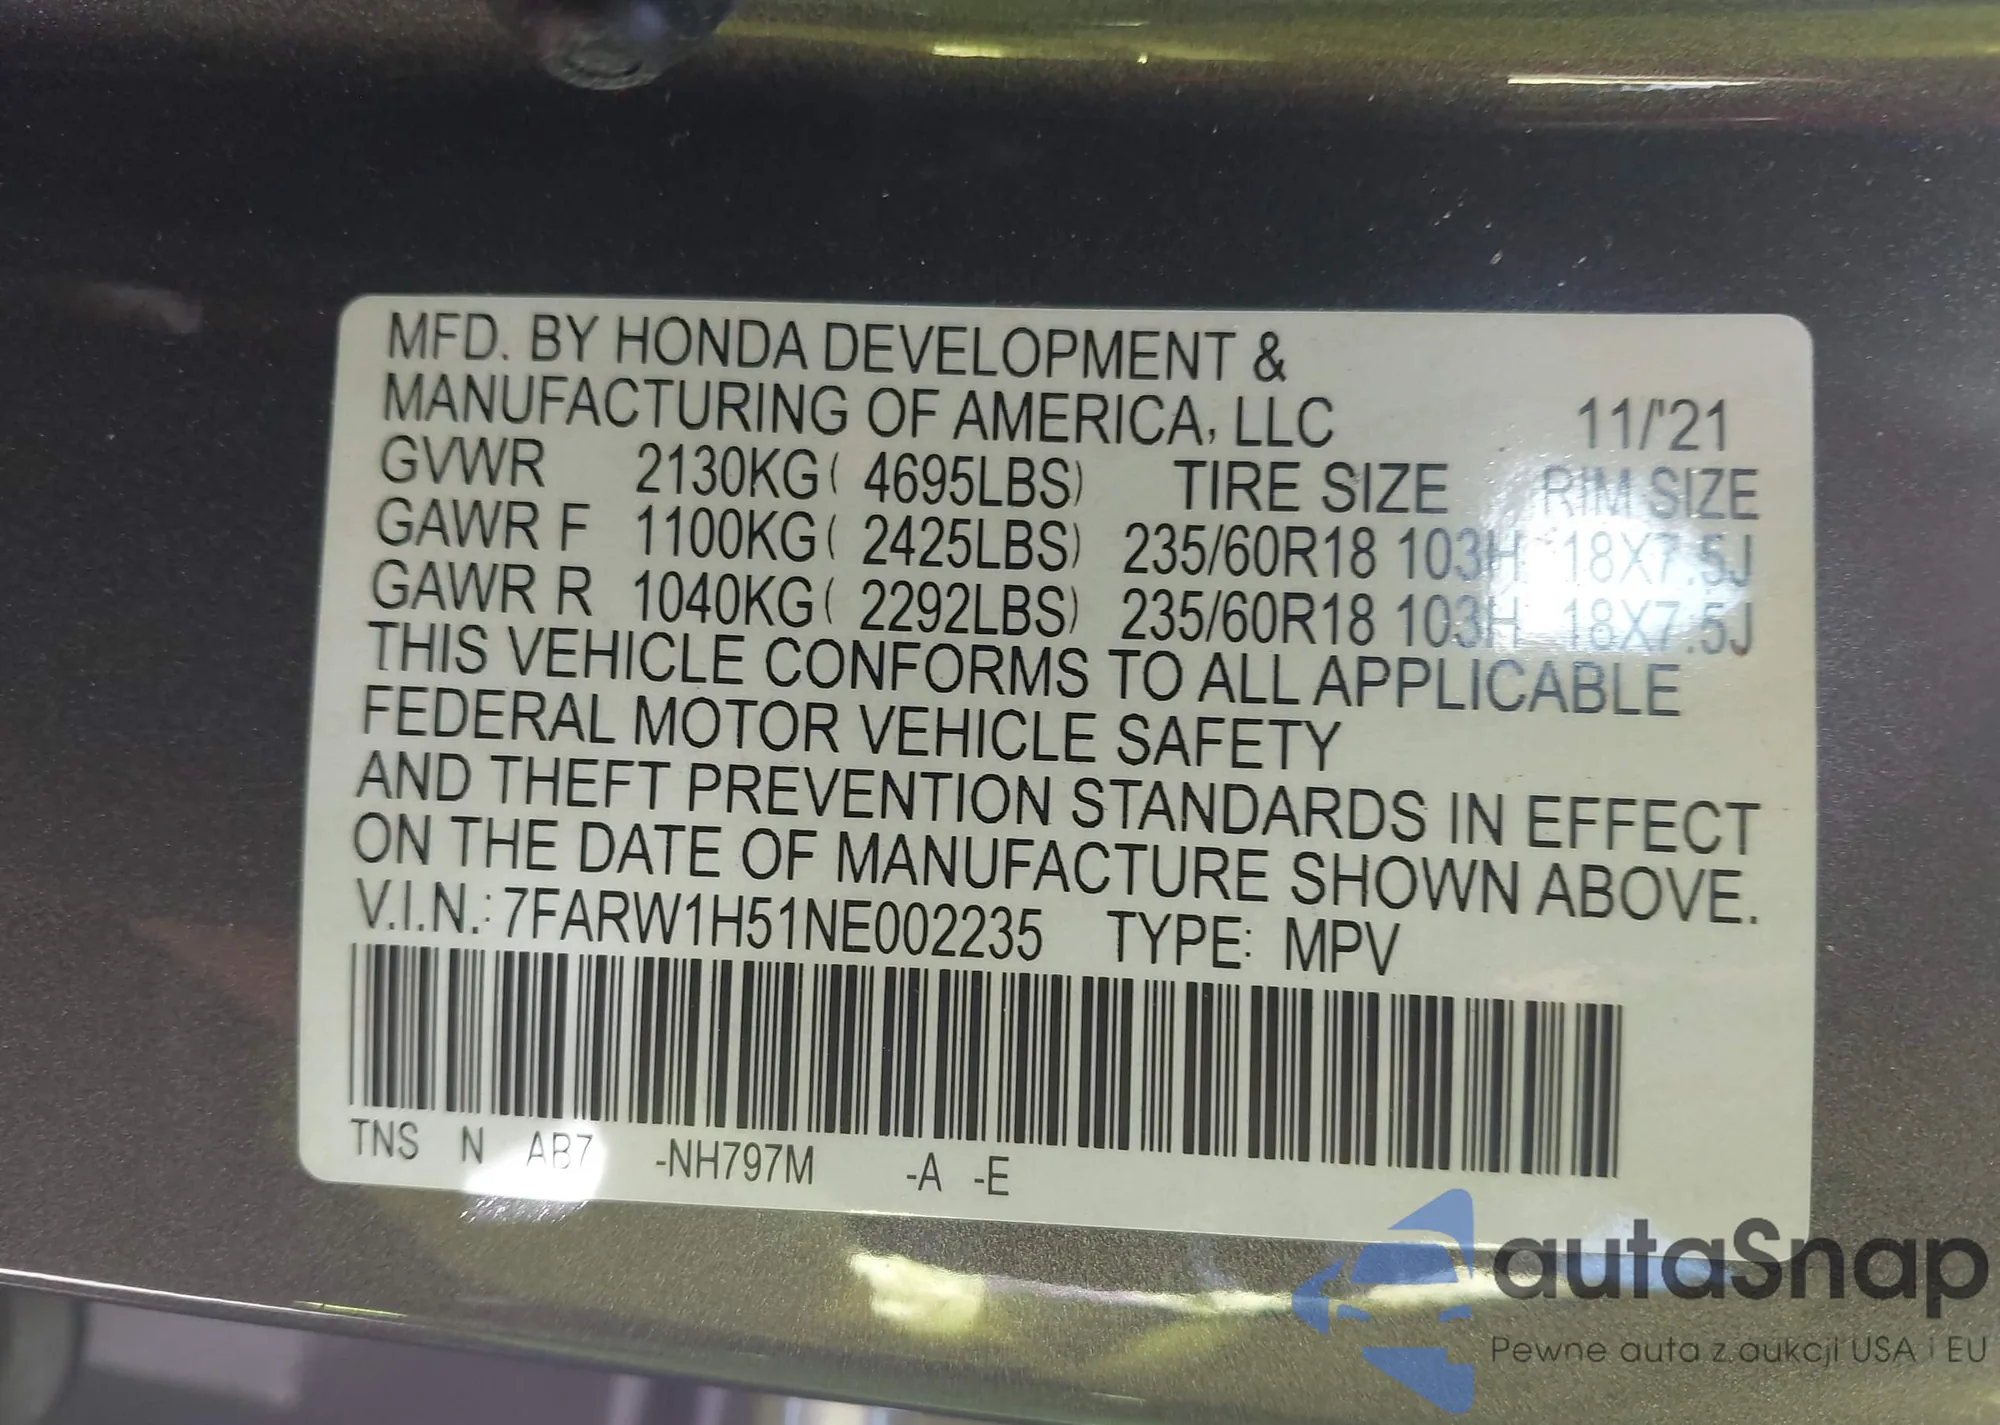 MFD. BY HONDA DEVELOPMENT &
MANUFACTURING OF AMERICA, LLC 11/'21
GVWR 2130KG( 4695LBS) TIRE SIZE RIM SIZE
GAWR F 1100KG( 2425LBS) 235/60R18 103H 18X7.5J
GAWR R 1040KG( 2292LBS) 235/60R18 103H 18X7.5J
THIS VEHICLE CONFORMS TO ALL APPLICABLE
FEDERAL MOTOR VEHICLE SAFETY
AND THEFT PREVENTION STANDARDS IN EFFECT
ON THE DATE OF MANUFACTURE SHOWN ABOVE.
V.I.N.: 7FARW1H51NE002235 TYPE: MPV
TNS N AB7 -NH797M -A -E
autaSnap
Pewne auta z aukcji USA i EU